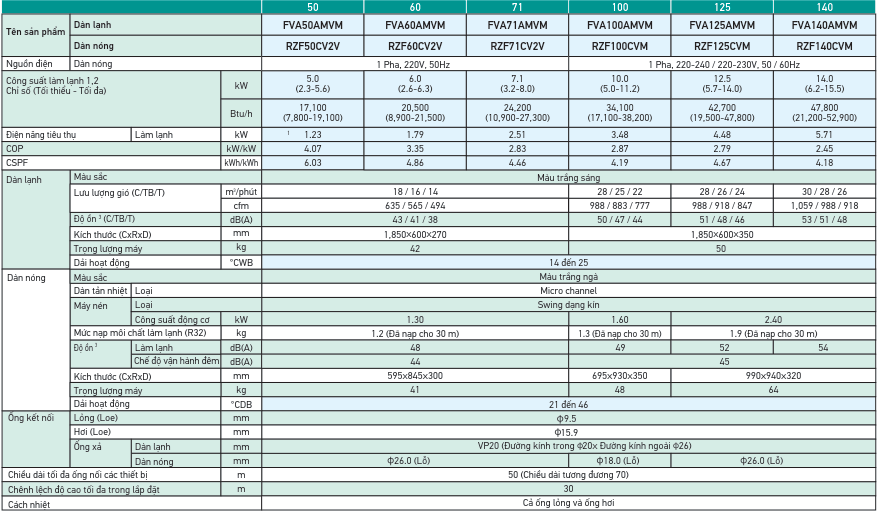 50 60 71 100 125 140
Tên sản phẩm Dàn lạnh FVA50AMVM FVA60AMVM FVA71AMVM FVA100AMVM FVA125AMVM FVA140AMVM
Dàn nóng RZF50CV2V RZF60CV2V RZF71CV2V RZF100CVM RZF125CVM RZF140CVM
Nguồn điện Dàn nóng 1 Pha, 220V, 50Hz 1 Pha, 220-240 / 220-230V, 50 / 60Hz
Công suất làm lạnh 1,2
Chỉ số (Tối thiểu - Tối đa)
kW 5.0 6.0 7.1 10.0 12.5 14.0
(2.3-5.6) (2.6-6.3) (3.2-8.0) (5.0-11.2) (5.7-14.0) (6.2-15.5)
Btu/h 17,100 20,500 24,200 34,100 42,700 47,800
(7,800-19,100) (8,900-21,500) (10,900-27,300) (17,100-38,200) (19,500-47,800) (21,200-52,900)
Điện năng tiêu thụ Làm lạnh kW 1.23 1.79 2.51 3.48 4.48 5.71
COP kW/kW 4.07 3.35 2.83 2.87 2.79 2.45
CSPF kWh/kWh 6.03 4.86 4.46 4.19 4.67 4.18
Dàn lạnh Màu sắc Màu trắng sáng
Lưu lượng gió (C/TB/T) m³/phút 18 / 16 / 14 28 / 25 / 22 28 / 26 / 24 30 / 28 / 26
cfm 635 / 565 / 494 988 / 883 / 777 988 / 918 / 847 1,059 / 988 / 918
Độ ồn ³ (C/TB/T) dB(A) 43 / 41 / 38 50 / 47 / 44 51 / 48 / 46 53 / 51 / 48
Kích thước (CxRxD) mm 1,850×600×270 1,850×600×350
Trọng lượng máy kg 42 50
Dải hoạt động °CWB 14 đến 25
Dàn nóng Màu sắc Màu trắng ngà
Dàn tản nhiệt Loại Micro channel
Máy nén Loại Swing dạng kín
Công suất động cơ kW 1.30 1.60 2.40
Mức nạp môi chất làm lạnh (R32) kg 1.2 (Đã nạp cho 30 m) 1.3 (Đã nạp cho 30 m) 1.9 (Đã nạp cho 30 m)
Độ ồn ³ Làm lạnh dB(A) 48 49 52 54
Chế độ vận hành đêm dB(A) 44 45
Kích thước (CxRxD) mm 595x845x300 695x930x350 990x940x320
Trọng lượng máy kg 41 48 64
Dải hoạt động °CDB 21 đến 46
Ống kết nối Lỏng (Loe) mm Φ9.5
Hơi (Loe) mm Φ15.9
Ống xả Dàn lạnh mm VP20 (Đường kính trong Φ20x Đường kính ngoài Φ26)
Dàn nóng mm Φ26.0 (Lỗ) Φ18.0 (Lỗ) Φ26.0 (Lỗ)
Chiều dài tối đa ống nối các thiết bị m 50 (Chiều dài tương đương 70)
Chênh lệch độ cao tối đa trong lắp đặt m 30
Cách nhiệt Cả ống lỏng và ống hơi